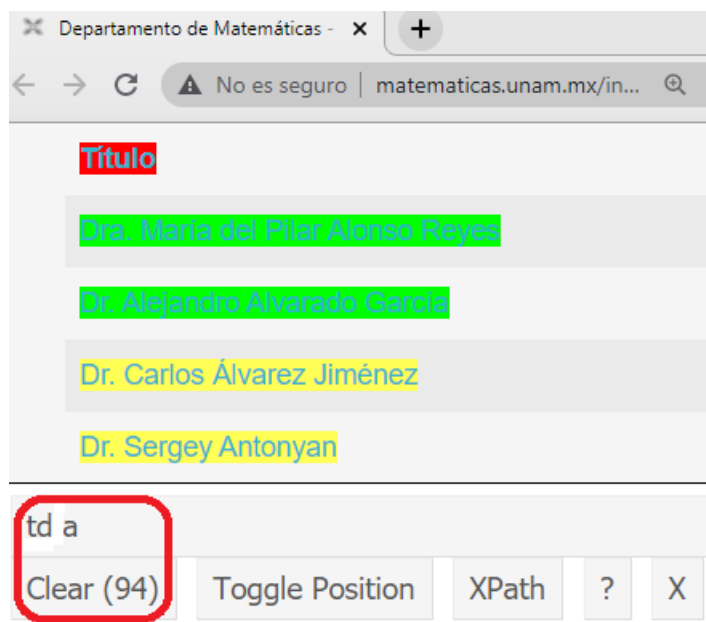 Departamento de Matemáticas -
No es seguro | matematicas.unam.mx/in...
Título
Dra. María del Pilar Alonso Reyes
Dr. Alejandro Alvarado García
Dr. Carlos Álvarez Jiménez
Dr. Sergey Antonyan
td a
Clear (94) Toggle Position XPath ? X